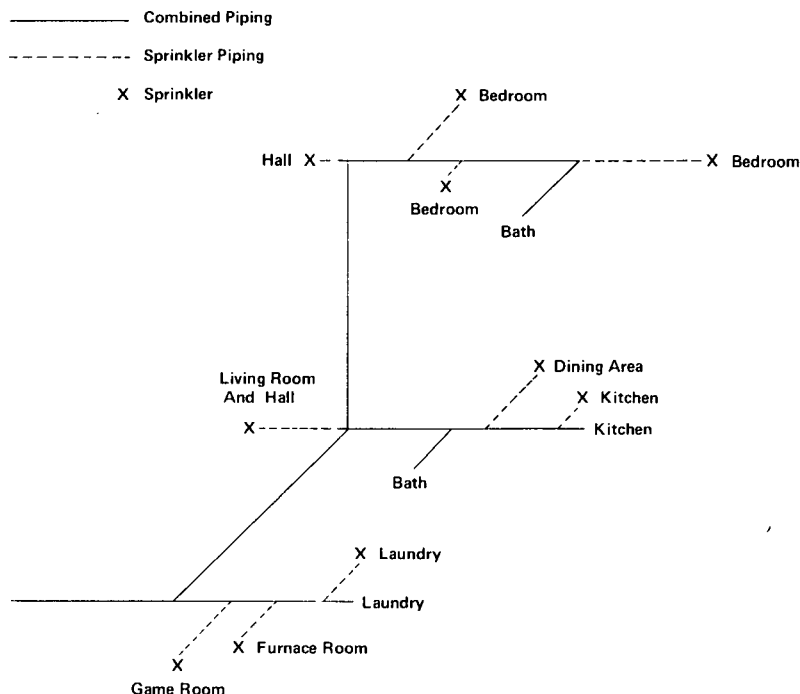 Combined Piping
Sprinkler Piping
X Sprinkler
X Bedroom
Hall X
X Bedroom
X
Bedroom
Bath
X Dining Area
Living Room
And Hall
X Kitchen
X
Kitchen
Bath
X Laundry
Laundry
X Furnace Room
X
Game Room